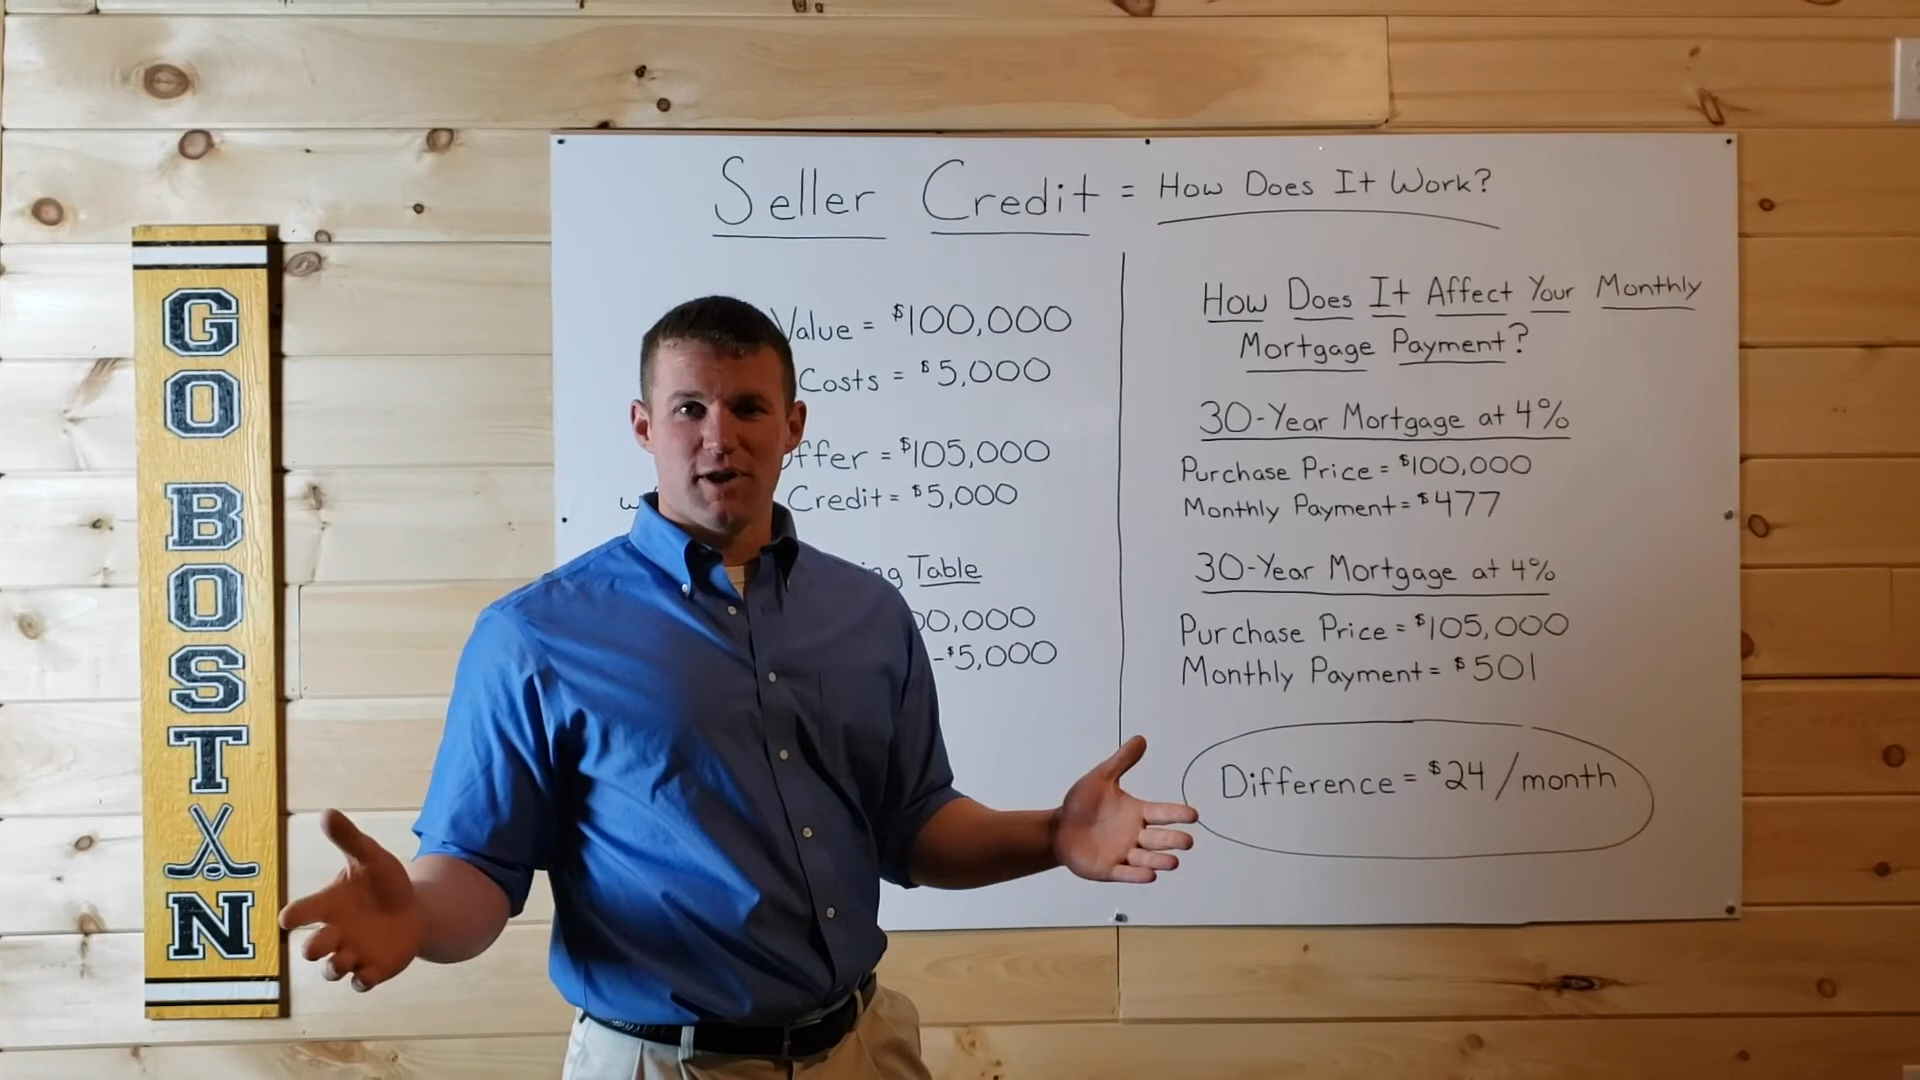 GO BOSTON
Seller Credit = How Does It Work?
Value = $100,000
Costs = $5,000
Offer = $105,000
Credit = $5,000
Table
-$5,000
How Does It Affect Your Monthly
Mortgage Payment?
30-Year Mortgage at 4%
Purchase Price = $100,000
Monthly Payment = $477
30-Year Mortgage at 4%
Purchase Price = $105,000
Monthly Payment = $501
Difference = $24/month